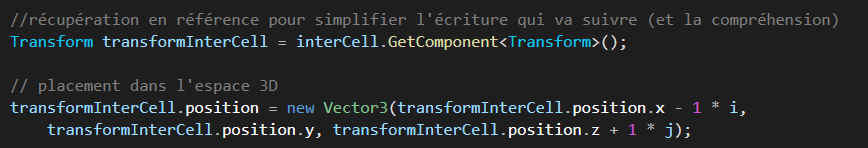 //récupération en référence pour simplifier l'écriture qui va suivre (et la compréhension)
Transform transformInterCell = interCell.GetComponent<Transform>();
// placement dans l'espace 3D
transformInterCell.position = new Vector3(transformInterCell.position.x - 1 * i,
transformInterCell.position.y, transformInterCell.position.z + 1 * j);